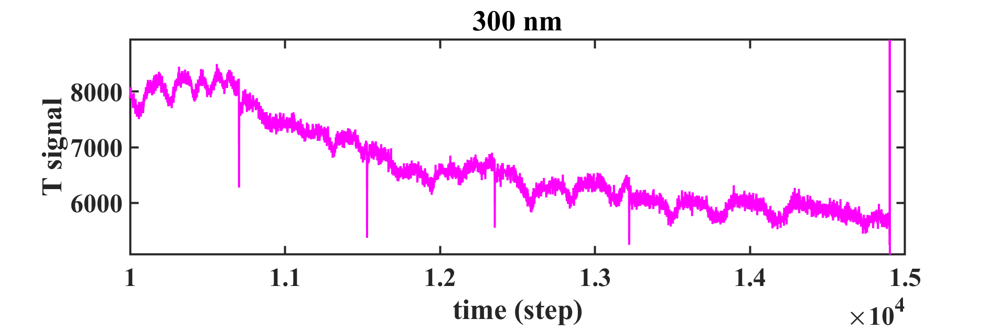 300 nm
T signal
8000
7000
6000
1 1.1 1.2 1.3 1.4 1.5
time (step)
×10⁴